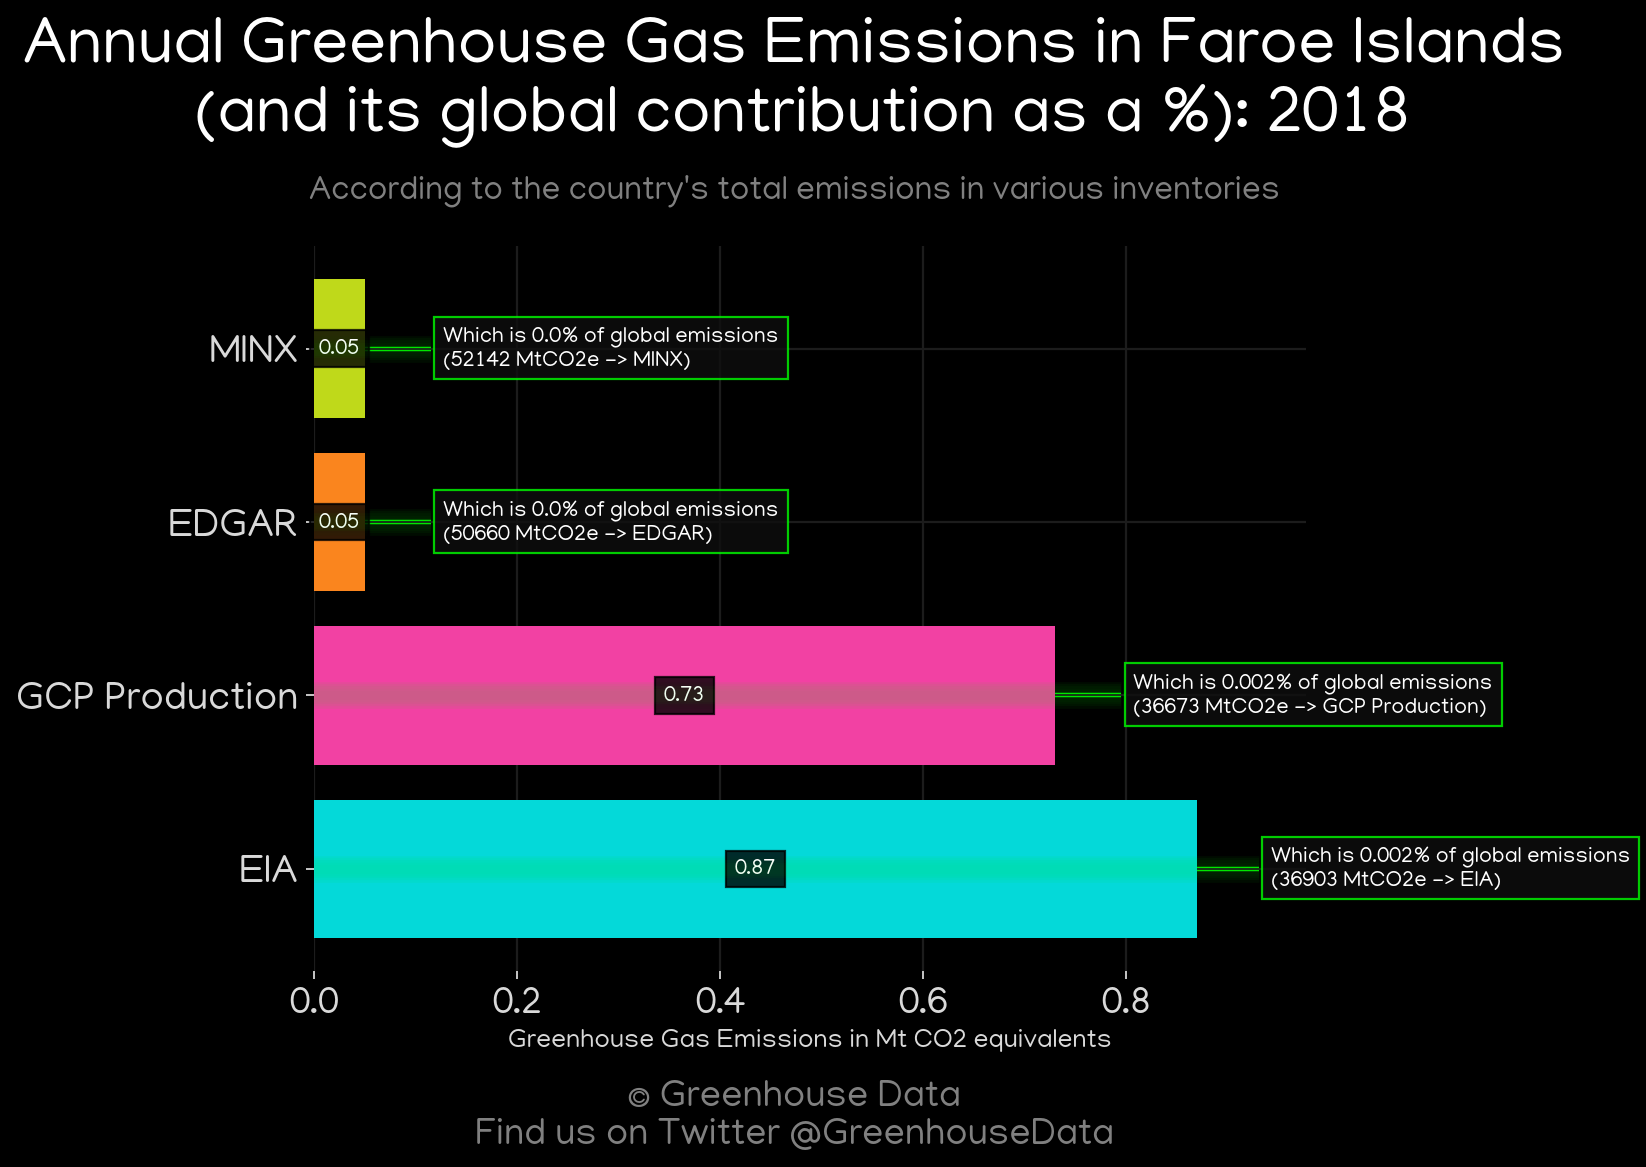 Annual Greenhouse Gas Emissions in Faroe Islands
(and its global contribution as a %): 2018
According to the country's total emissions in various inventories
MINX
0.05
Which is 0.0% of global emissions
(52142 MtCO2e -> MINX)
EDGAR
0.05
Which is 0.0% of global emissions
(50660 MtCO2e -> EDGAR)
GCP Production
0.73
Which is 0.002% of global emissions
(36673 MtCO2e -> GCP Production)
EIA
0.87
Which is 0.002% of global emissions
(36903 MtCO2e -> EIA)
0.0 0.2 0.4 0.6 0.8
Greenhouse Gas Emissions in Mt CO2 equivalents
© Greenhouse Data
Find us on Twitter @GreenhouseData